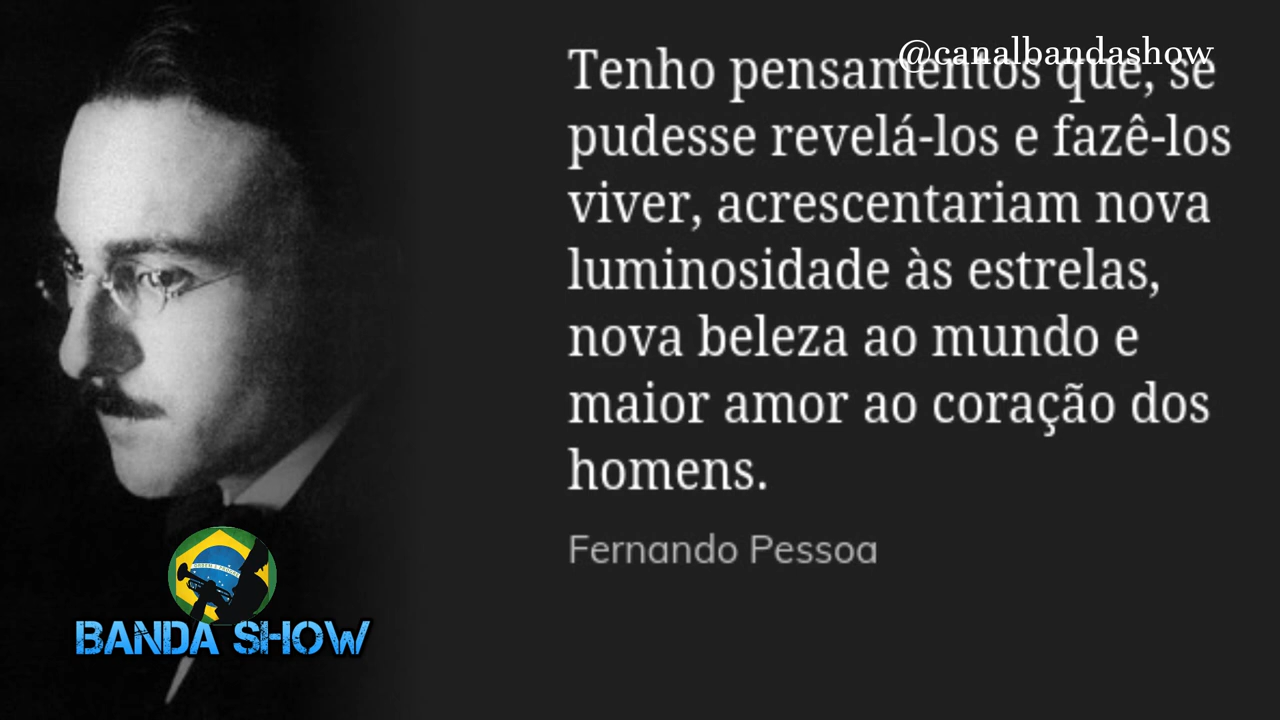 @canalbandashow
Tenho pensamentos que, se
pudesse revelá-los e fazê-los
viver, acrescentariam nova
luminosidade às estrelas,
nova beleza ao mundo e
maior amor ao coração dos
homens.
Fernando Pessoa
BANDA SHOW